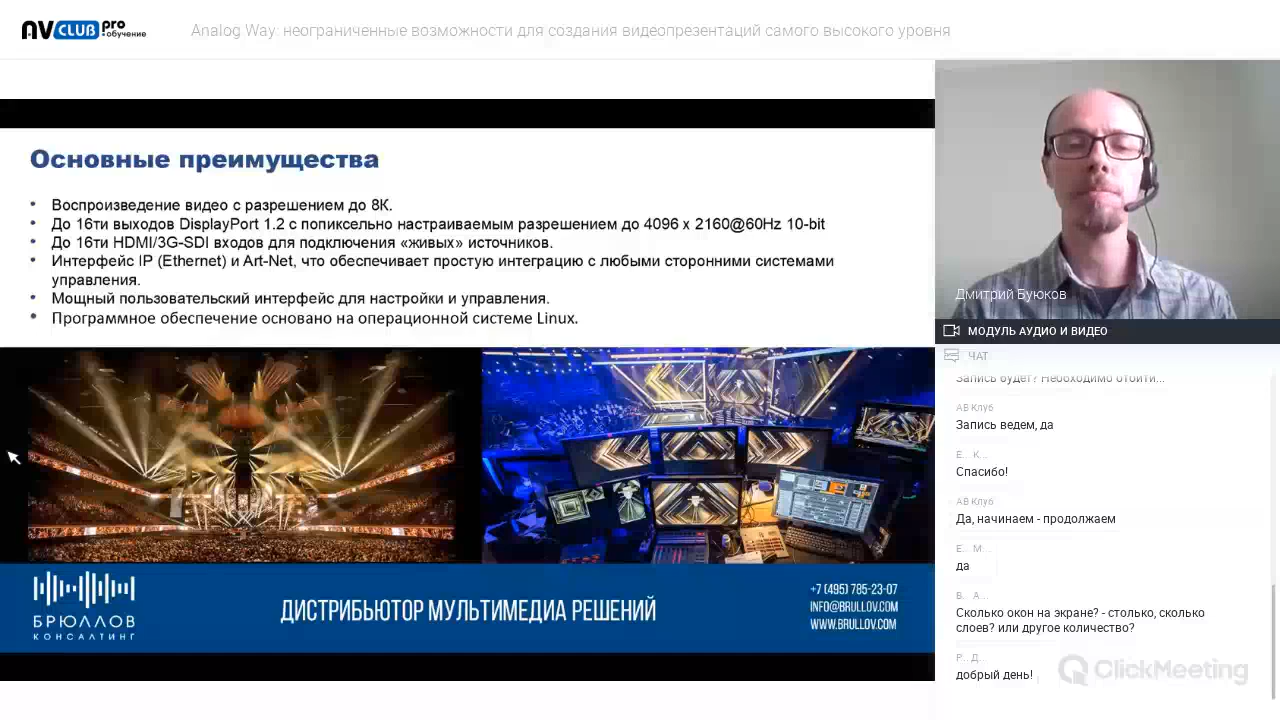 AV CLUB pro
обучение
Analog Way: неограниченные возможности для создания видеопрезентаций самого высокого уровня
Основные преимущества
• Воспроизведение видео с разрешением до 8К.
• До 16ти выходов DisplayPort 1.2 с попиксельно настраиваемым разрешением до 4096 x 2160@60Hz 10-bit
• До 16ти HDMI/3G-SDI входов для подключения «живых» источников.
• Интерфейс IP (Ethernet) и Art-Net, что обеспечивает простую интеграцию с любыми сторонними системами
управления.
• Мощный пользовательский интерфейс для настройки и управления.
• Программное обеспечение основано на операционной системе Linux.
БРЮЛЛОВ
КОНСАЛТИНГ
ДИСТРИБЬЮТОР МУЛЬТИМЕДИА РЕШЕНИЙ
+7 (495) 785-23-07
INFO@BRULLOV.COM
WWW.BRULLOV.COM
Дмитрий Буюков
МОДУЛЬ АУДИО И ВИДЕО
ЧАТ
Запись будет? Необходимо отойти...
АВ Клуб
Запись ведем, да
Е... К...
Спасибо!
АВ Клуб
Да, начинаем - продолжаем
Е... М...
да
В... А...
Сколько окон на экране? - столько, сколько
слоев? или другое количество?
Р... Д...
добрый день!
ClickMeeting